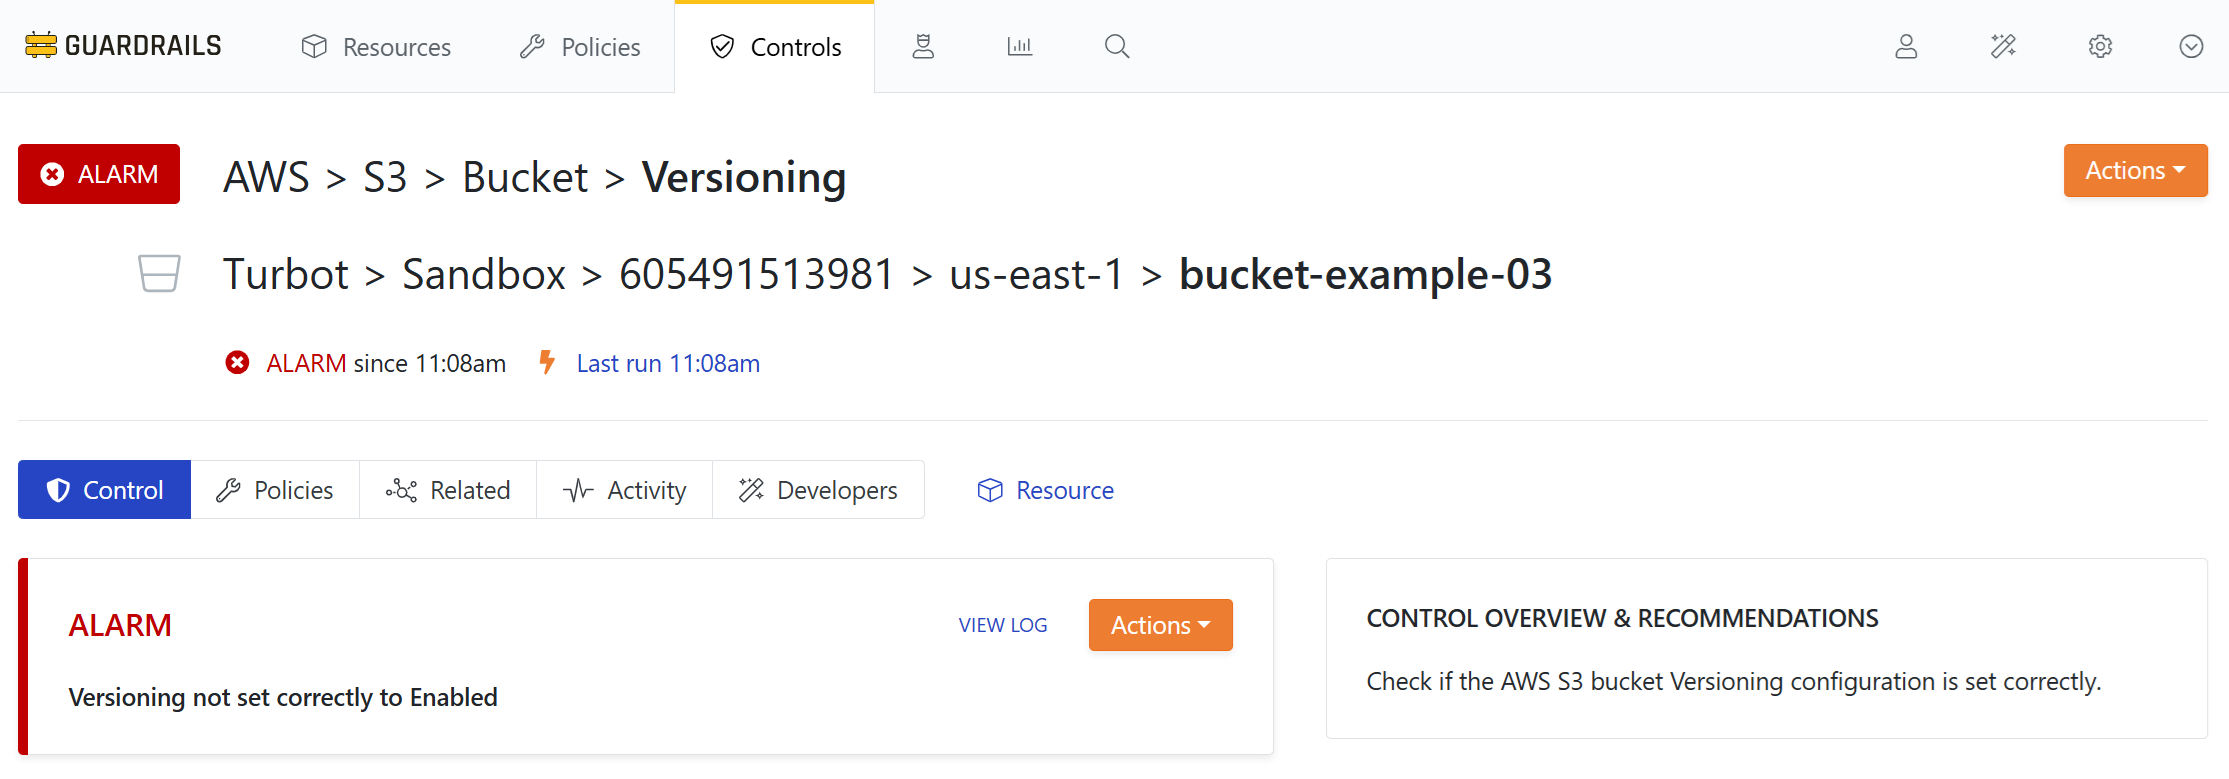 GUARDRAILS Resources Policies Controls
ALARM AWS > S3 > Bucket > Versioning Actions
Turbot > Sandbox > 605491513981 > us-east-1 > bucket-example-03
ALARM since 11:08am Last run 11:08am
Control Policies Related Activity Developers Resource
ALARM VIEW LOG Actions
Versioning not set correctly to Enabled
CONTROL OVERVIEW & RECOMMENDATIONS
Check if the AWS S3 bucket Versioning configuration is set correctly.